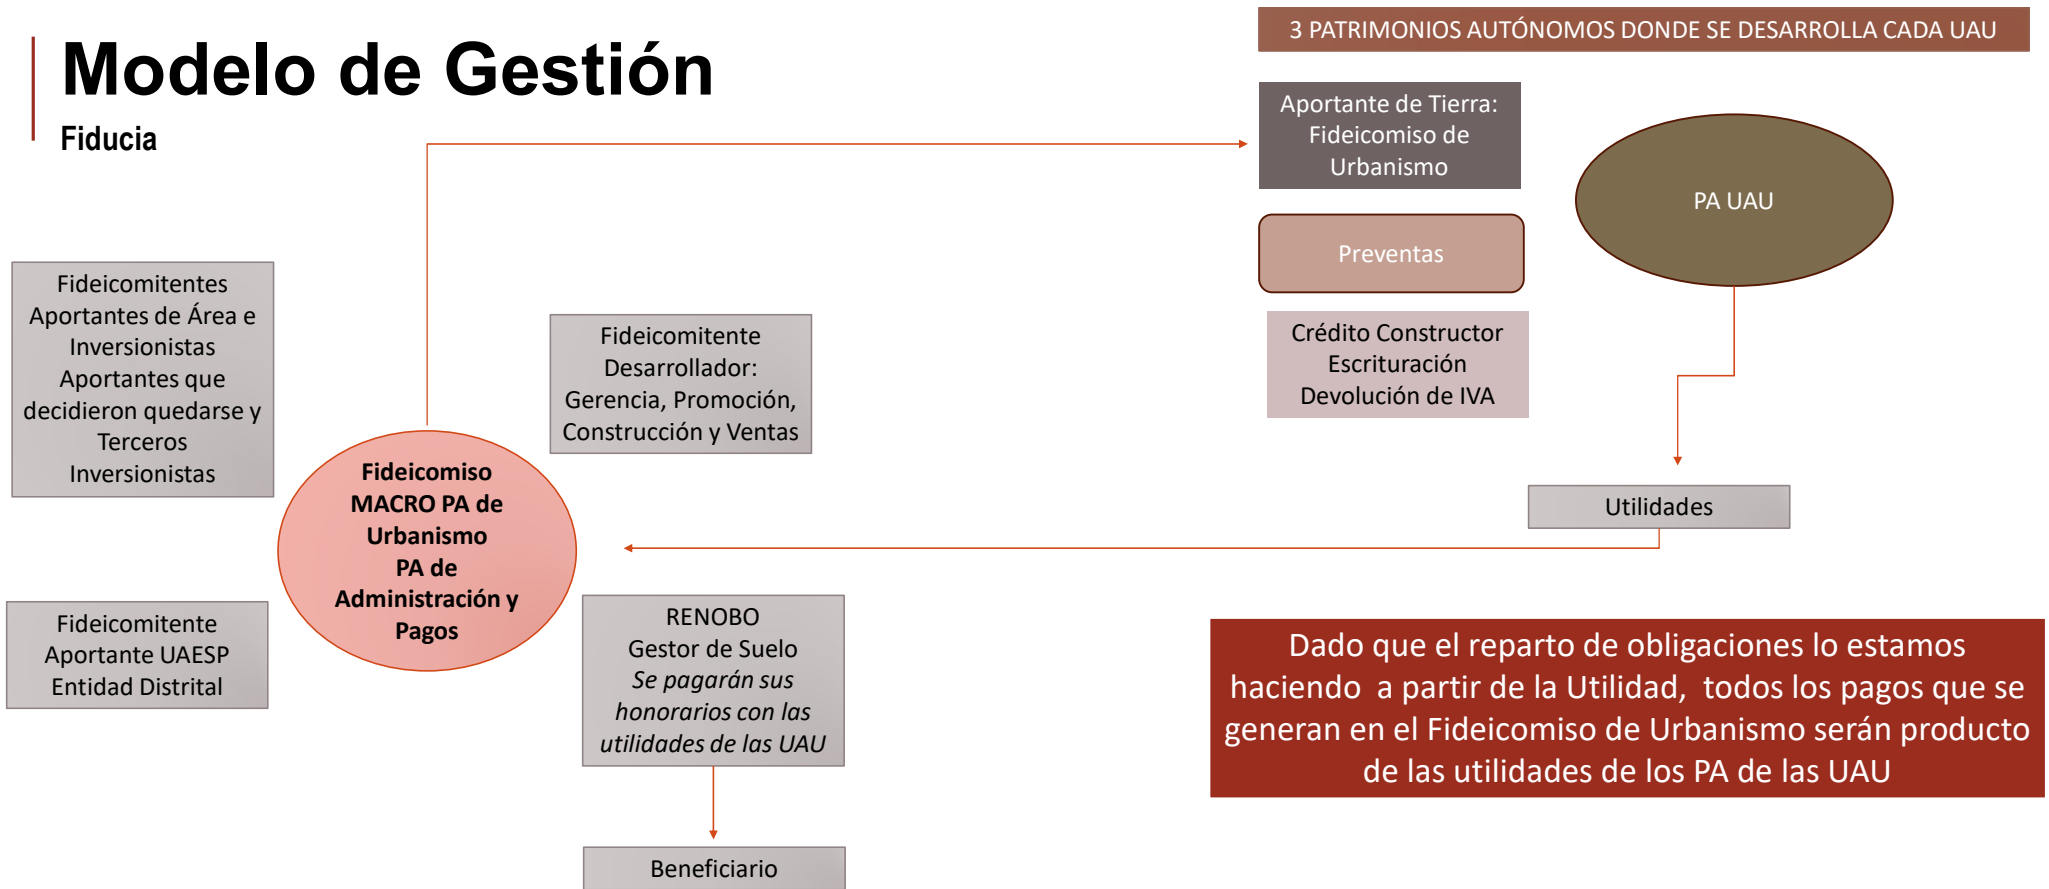 Modelo de Gestión
Fiducia
3 PATRIMONIOS AUTÓNOMOS DONDE SE DESARROLLA CADA UAU
Aportante de Tierra:
Fideicomiso de
Urbanismo
PA UAU
Preventas
Crédito Constructor
Escrituración
Devolución de IVA
Utilidades
Fideicomitentes
Aportantes de Área e
Inversionistas
Aportantes que
decidieron quedarse y
Terceros
Inversionistas
Fideicomitente
Desarrollador:
Gerencia, Promoción,
Construcción y Ventas
Fideicomiso
MACRO PA de
Urbanismo
PA de
Administración y
Pagos
Fideicomitente
Aportante UAESP
Entidad Distrital
RENOBO
Gestor de Suelo
Se pagarán sus
honorarios con las
utilidades de las UAU
Beneficiario
Dado que el reparto de obligaciones lo estamos
haciendo a partir de la Utilidad, todos los pagos que se
generan en el Fideicomiso de Urbanismo serán producto
de las utilidades de los PA de las UAU